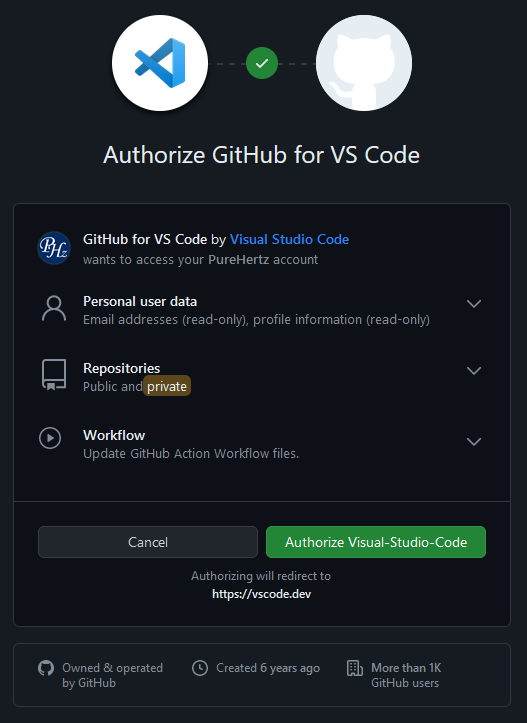 Authorize GitHub for VS Code
PHz
GitHub for VS Code by Visual Studio Code
wants to access your PureHertz account
Personal user data
Email addresses (read-only), profile information (read-only)
Repositories
Public and private
Workflow
Update GitHub Action Workflow files.
Cancel
Authorize Visual-Studio-Code
Authorizing will redirect to
https://vscode.dev
Owned & operated
by GitHub
Created 6 years ago
More than 1K
GitHub users